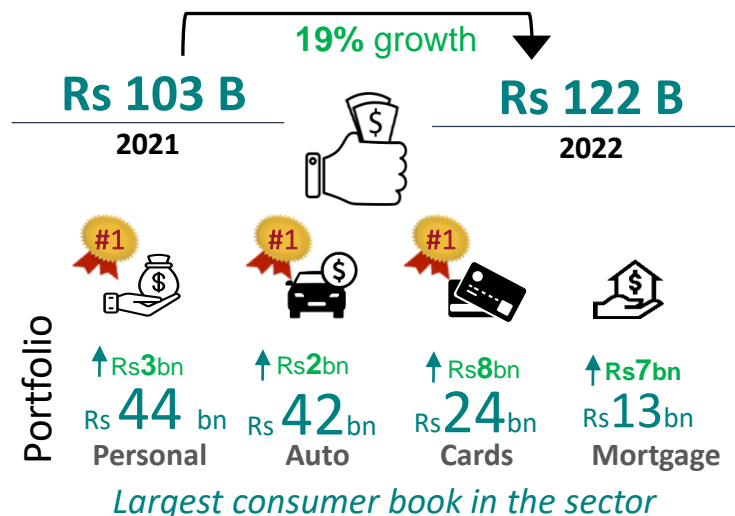 19% growth
Rs 103 B
Rs 122 B
2021
2022
$
#1
#1
#1
$
$
$
Portfolio
Rs3bn
Rs2bn
Rs8bn
Rs7bn
Rs 44 bn
Rs 42bn
Rs24bn
Rs13bn
Personal
Auto
Cards
Mortgage
Largest consumer book in the sector